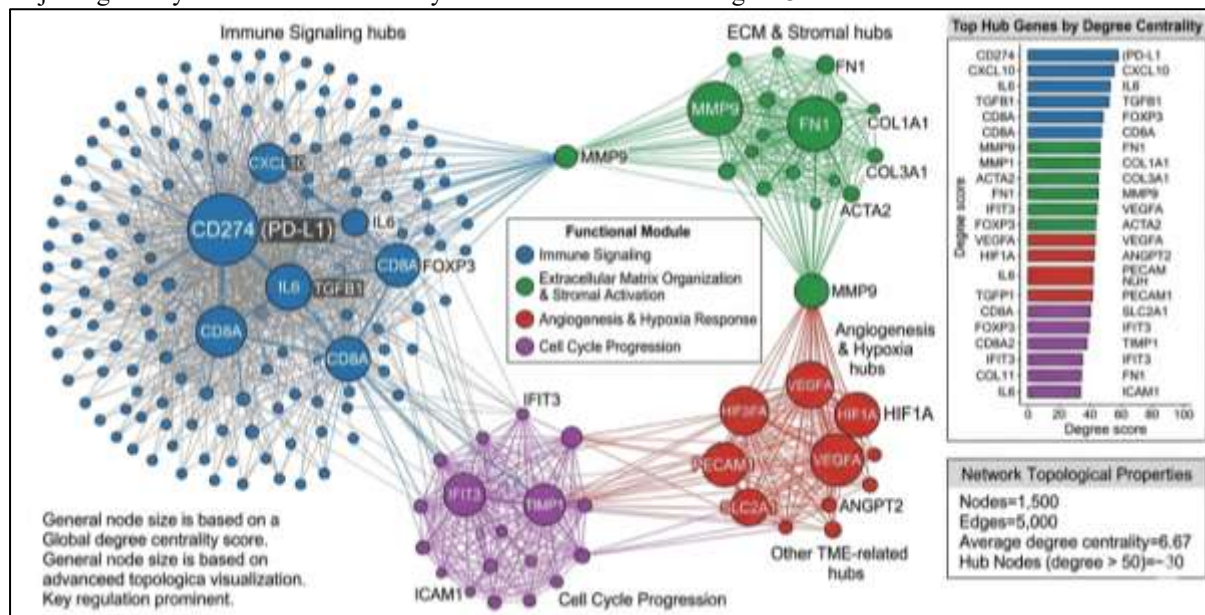 Immune Signaling hubs
CXCL10
CD274 (PD-L1)
IL6
CD8A
FOXP3
IL6
TGFB1
CD8A
CD8A
MMP9
ECM & Stromal hubs
FN1
MMP9
FN1
COL1A1
COL3A1
ACTA2
MMP9
Functional Module
Immune Signaling
Extracellular Matrix Organization
& Stromal Activation
Angiogenesis & Hypoxia Response
Cell Cycle Progression
Angiogenesis
& Hypoxia
hubs
VEGFA
HIF3FA
HIF1A
HIF1A
PECAM1
VEGFA
SLC2A1
ANGPT2
Other TME-related
hubs
IFIT3
IFIT3
TIMP1
ICAM1
Cell Cycle Progression
General node size is based on a
Global degree centrality score.
General node size is based on
advanceed topologica visualization.
Key regulation prominent.
Top Hub Genes by Degree Centrality
Degree score
CD274 (PD-L1
CXCL10 CXCL10
IL6 IL6
TGFB1 TGFB1
CD8A FOXP3
CD8A CD8A
MMP9 FN1
MMP1 COL1A1
ACTA2 COL3A1
FN1 MMP9
IFIT3 VEGFA
FOXP3 ACTA2
VEGFA VEGFA
HIF1A ANGPT2
IL6 PECAM
TGFP1 PECAM1
CD8A SLC2A1
FOXP3 IFIT3
CD8A2 TIMP1
IFIT3 IFIT3
COL11 FN1
IL6 ICAM1
0 20 40 60 80 100
Degree score
Network Topological Properties
Nodes=1,500
Edges=5,000
Average degree centrality=6.67
Hub Nodes (degree > 50)=~30